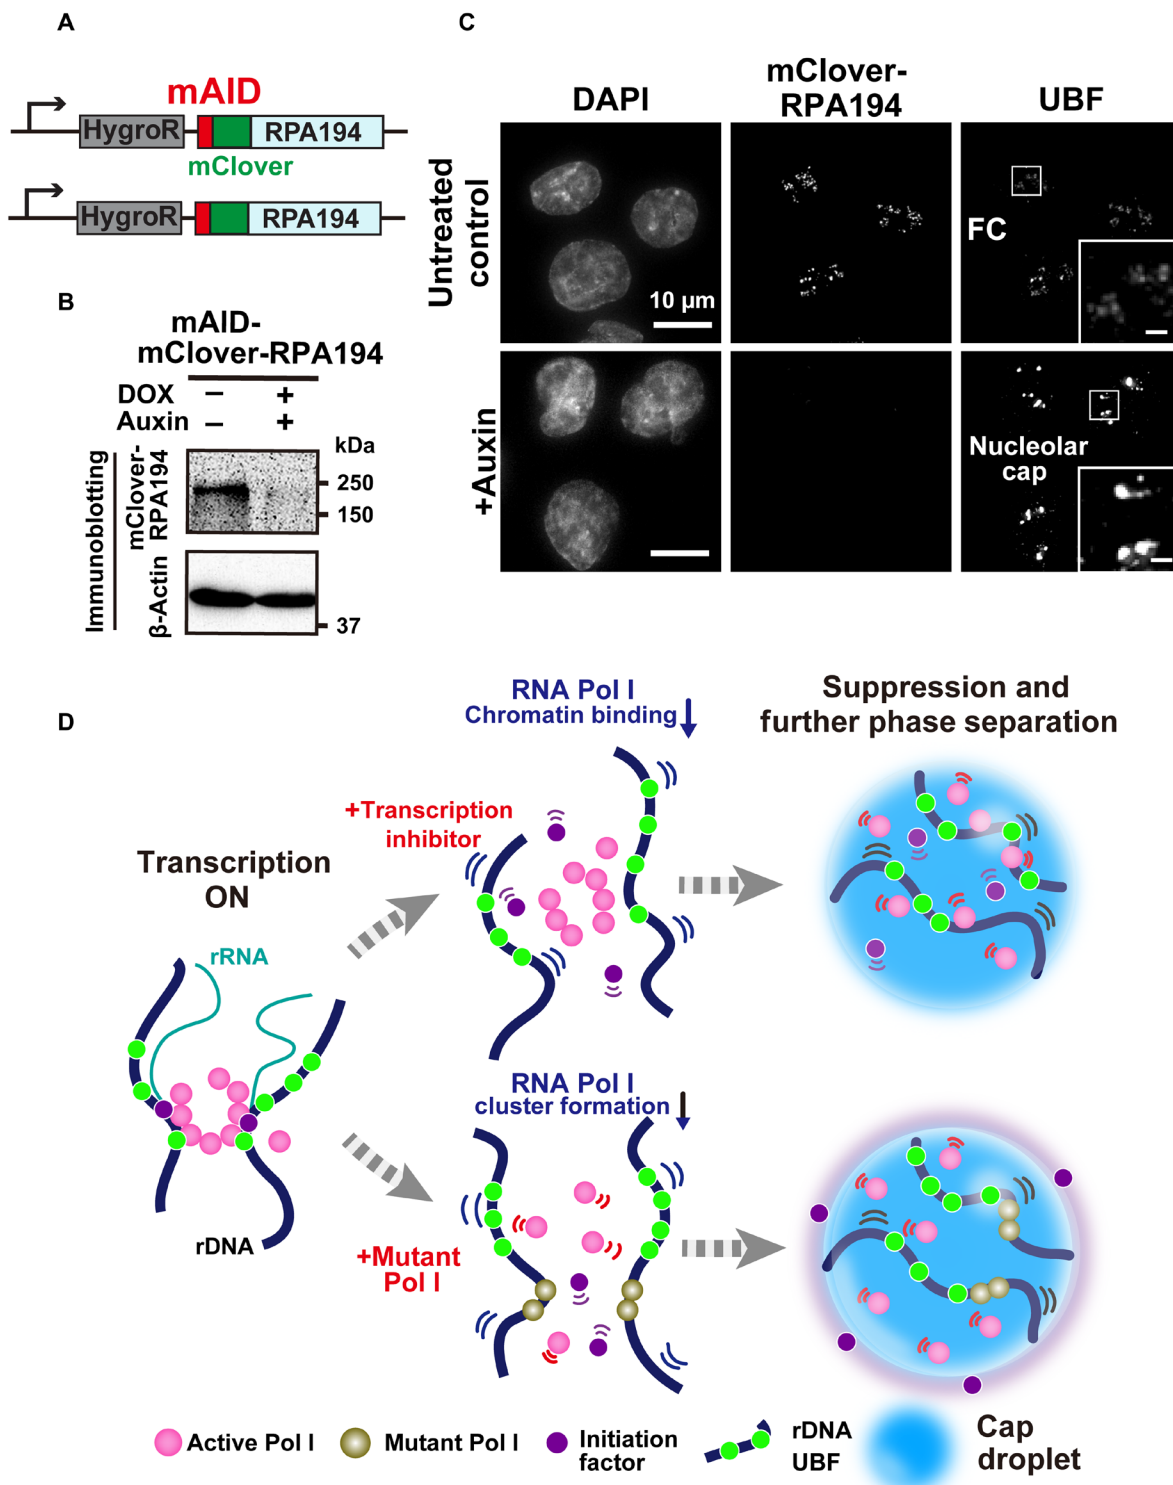 A
mAID
HygroR
RPA194
mClover
HygroR
RPA194
B
mAID-
mClover-RPA194
DOX − +
Auxin − +
kDa
Immunoblotting
mClover-
RPA194
250
150
β-Actin
37
C
DAPI
mClover-
RPA194
UBF
Untreated
control
10 µm
FC
+Auxin
Nucleolar
cap
D
Transcription
ON
rRNA
rDNA
+Transcription
inhibitor
RNA Pol I
Chromatin binding
Suppression and
further phase separation
+Mutant
Pol I
RNA Pol I
cluster formation
Active Pol I
Mutant Pol I
Initiation
factor
rDNA
UBF
Cap
droplet